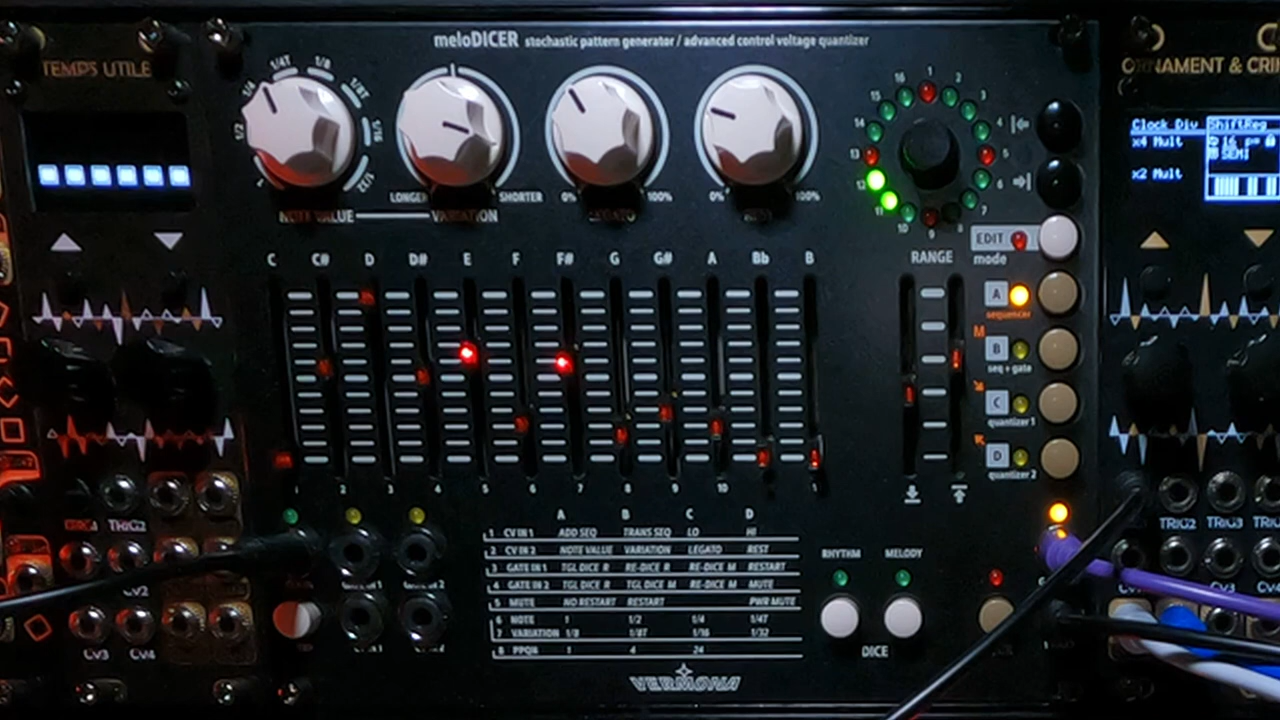 meloDICER stochastic pattern generator / advanced control voltage quantizer
TEMPS UTILE
ORNAMENT & CRI
1/2 1/4 1/4T 1/8 1/8T 1/16 1/32
16 1 2 3 4 5 6 7 8 9 10 11 12 13 14 15
Clock Div ShiftReg
x4 Mult 16
SEMI
x2 Mult
LONGER SHORTER 0% 100% 0% 100%
NOTE VALUE VARIATION LEGATO REST
EDIT
mode
C C# D D# E F F# G G# A Bb B
RANGE
A
sequencer
M
B
seq + gate
C
quantizer 1
D
quantizer 2
1 2 3 4 5 6 7 8 9 10 1
A B C D
1 CV IN 1 ADD SEQ TRANS SEQ LO HI
2 CV IN 2 NOTE VALUE VARIATION LEGATO REST
3 GATE IN 1 TGL DICE R RE-DICE R RE-DICE M RESTART
4 GATE IN 2 TGL DICE R TGL DICE M RE-DICE M MUTE
5 MUTE NO RESTART RESTART PWR MUTE
6 NOTE 1 1/2 1/4 1/4T
7 VARIATION 1/8 1/8T 1/16 1/32
8 PPQN 1 4 24
RHYTHM MELODY
DICE
VERMONA
TRIG2
CV2
CV3 CV4
TRIG2 TRIG3
CV3